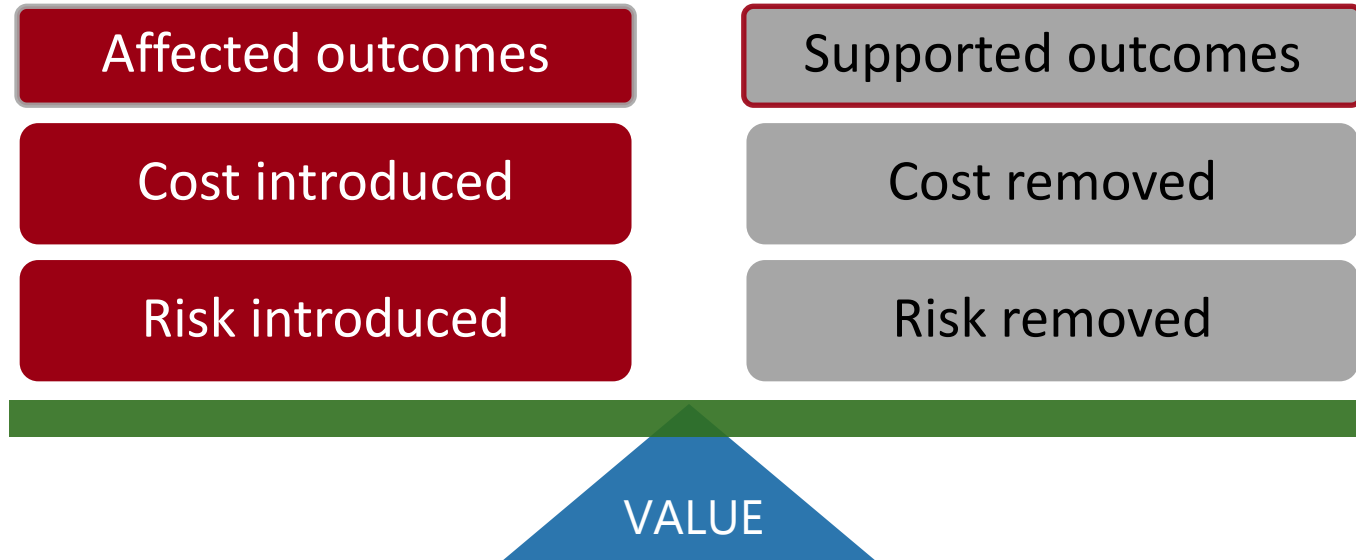 Affected outcomes
Supported outcomes
Cost introduced
Cost removed
Risk introduced
Risk removed
VALUE